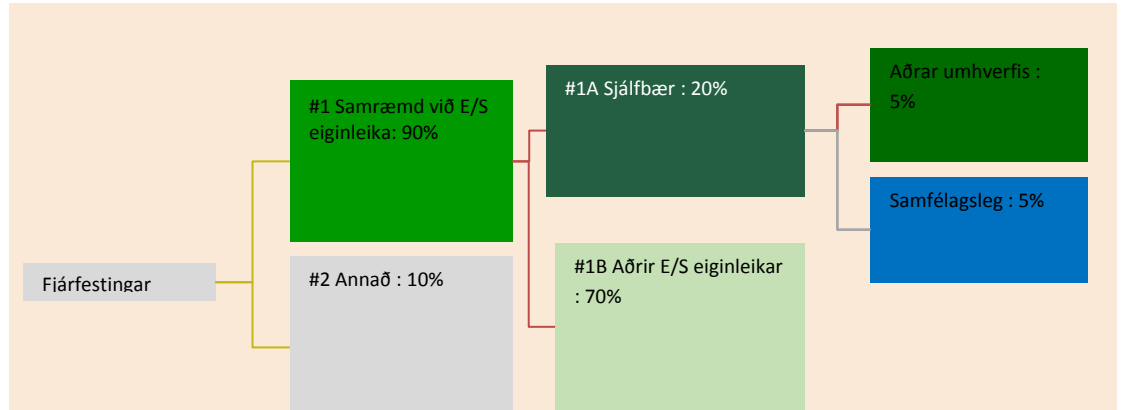 Fjárfestingar
#1 Samræmd við E/S
eiginleika: 90%
#2 Annað : 10%
#1A Sjálfbær : 20%
#1B Aðrir E/S eiginleikar
: 70%
Aðrar umhverfis :
5%
Samfélagsleg : 5%